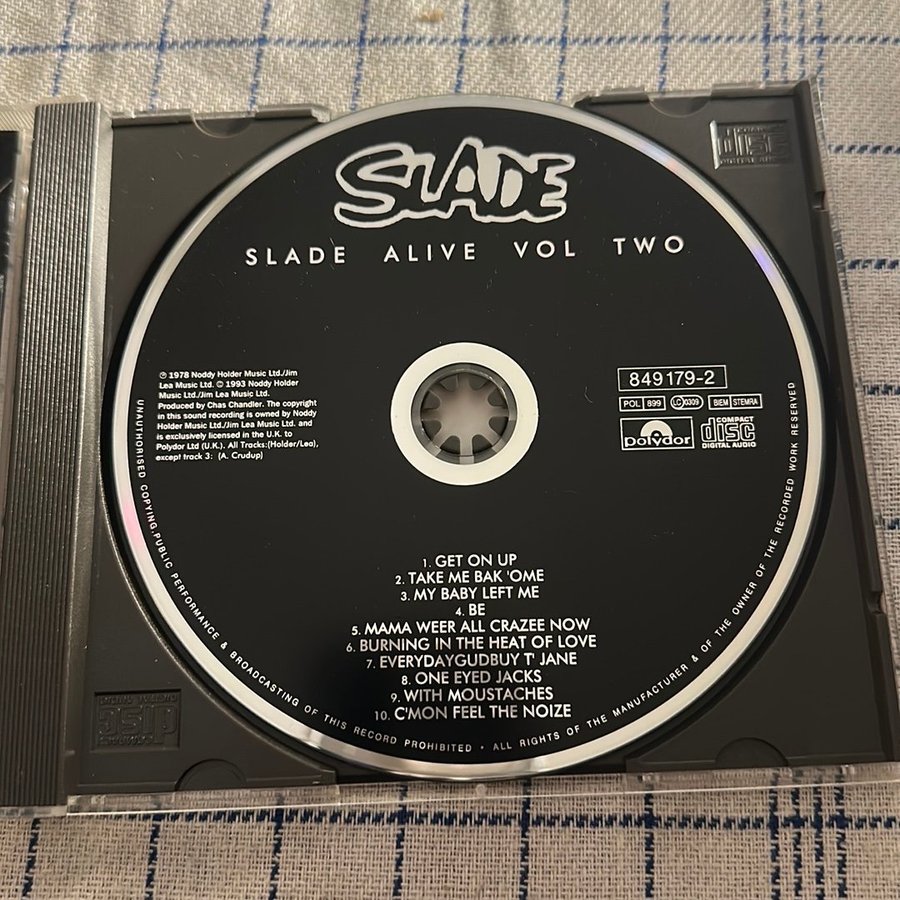 SLADE
SLADE ALIVE VOL TWO
℗ 1978 Noddy Holder Music Ltd./Jim
Lea Music Ltd. © 1993 Noddy Holder
Music Ltd./Jim Lea Music Ltd.
Produced by Chas Chandler. The copyright
in this sound recording is owned by Noddy
Holder Music Ltd./Jim Lea Music Ltd. and
is exclusively licensed in the U.K. to
Polydor Ltd (U.K.). All Tracks:(Holder/Lea),
except track 3: (A. Crudup)
849 179-2
POL 899 LC 0309 BIEM STEMRA
polydor
COMPACT
disc
DIGITAL AUDIO
1. GET ON UP
2. TAKE ME BAK 'OME
3. MY BABY LEFT ME
4. BE
5. MAMA WEER ALL CRAZEE NOW
6. BURNING IN THE HEAT OF LOVE
7. EVERYDAYGUDBUY T' JANE
8. ONE EYED JACKS
9. WITH MOUSTACHES
10. C'MON FEEL THE NOIZE
UNAUTHORISED COPYING, PUBLIC PERFORMANCE & BROADCASTING OF THIS RECORD PROHIBITED • ALL RIGHTS OF THE MANUFACTURER & OF THE OWNER OF THE RECORDED WORK RESERVED
disc
DIGITAL AUDIO